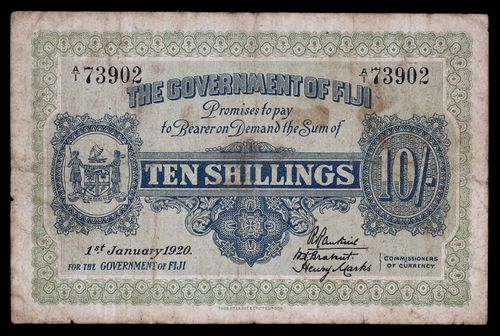 A/1 73902 A/1 73902
THE GOVERNMENT OF FIJI
Promises to pay
to Bearer on Demand the Sum of
TEN SHILLINGS 10/-
1st January 1920.
FOR THE GOVERNMENT OF FIJI
Henry Marks
COMMISSIONERS
OF CURRENCY